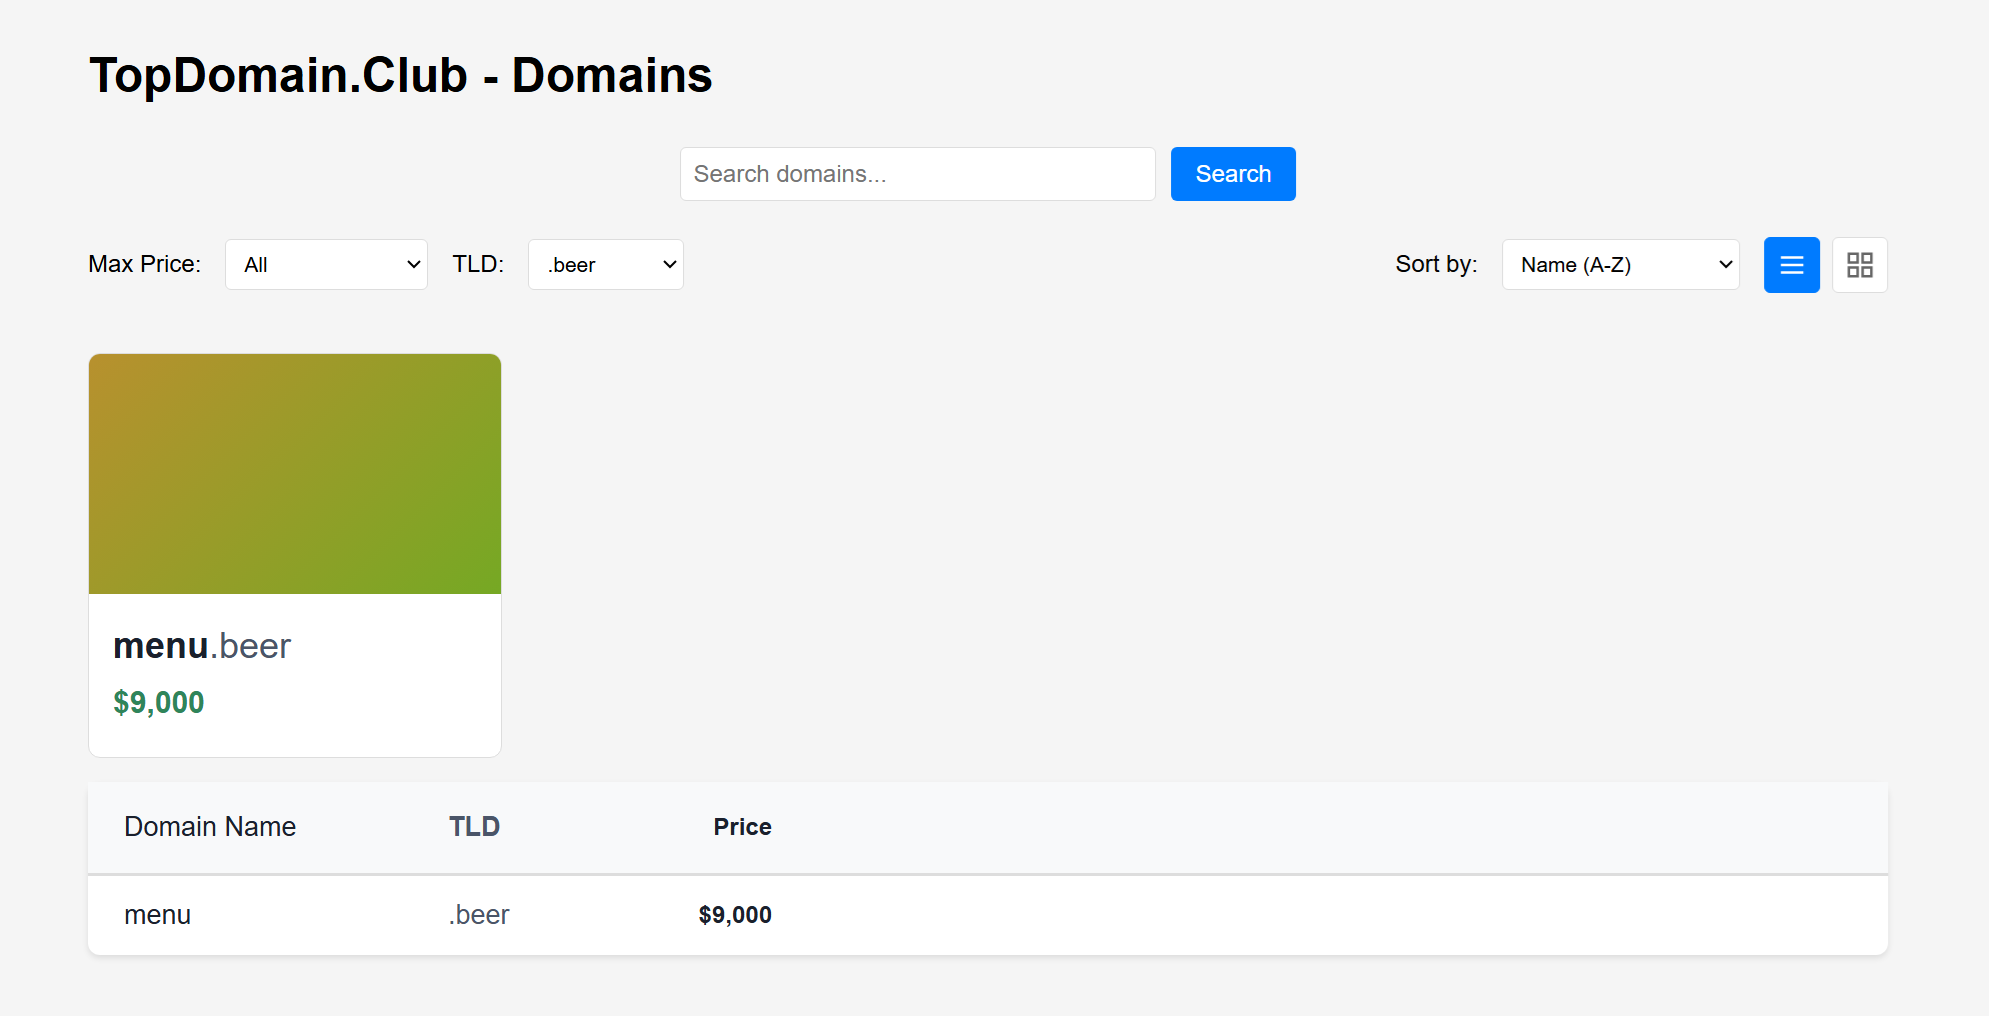 TopDomain.Club - Domains
Search domains...
Search
Max Price: All TLD: .beer Sort by: Name (A-Z)
menu.beer
$9,000
Domain Name TLD Price
menu .beer $9,000